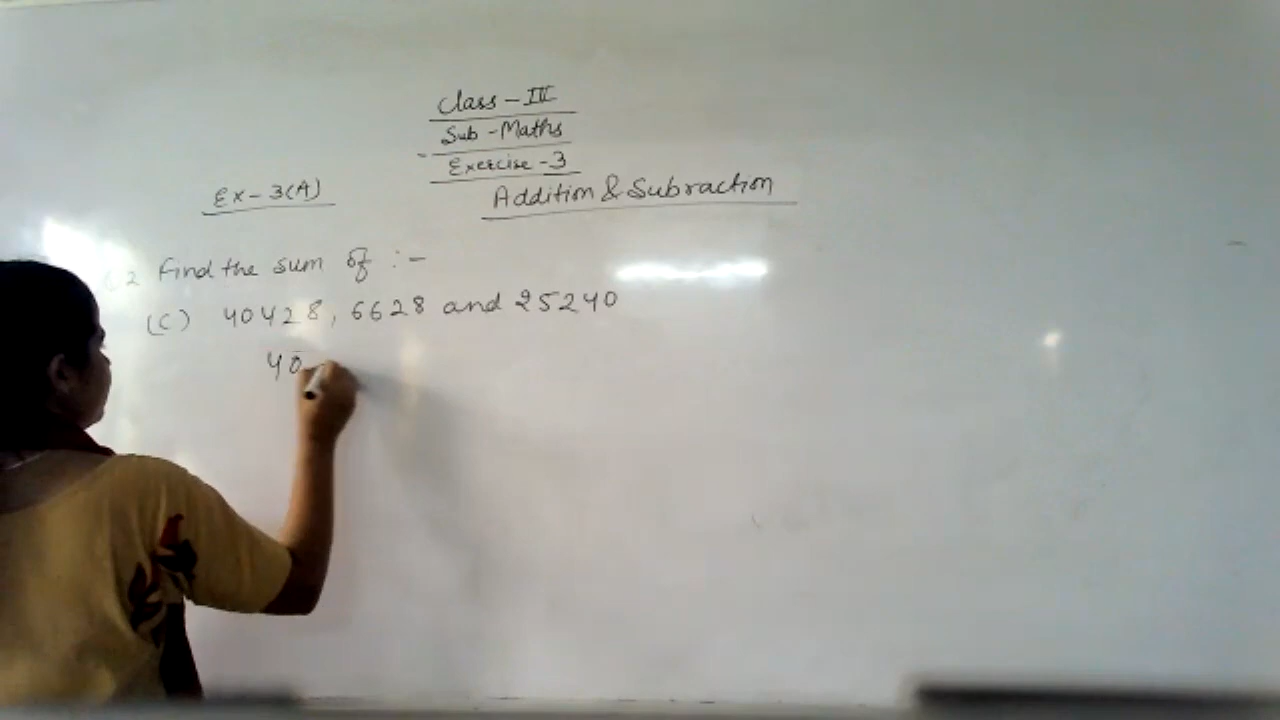 Class - III
Sub - Maths
Exercise - 3
Ex - 3(A)
Addition & Subraction
2 Find the sum of : -
(C) 40428, 6628 and 25240
40